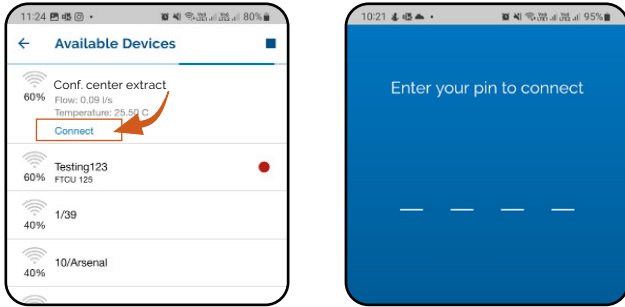 11:24
80%
Available Devices
Conf. center extract
60%
Flow: 0.09 l/s
Temperature: 25.50 C
Connect
Testing123
60%
FTCU 125
1/39
40%
10/Arsenal
40%
10:21
95%
Enter your pin to connect